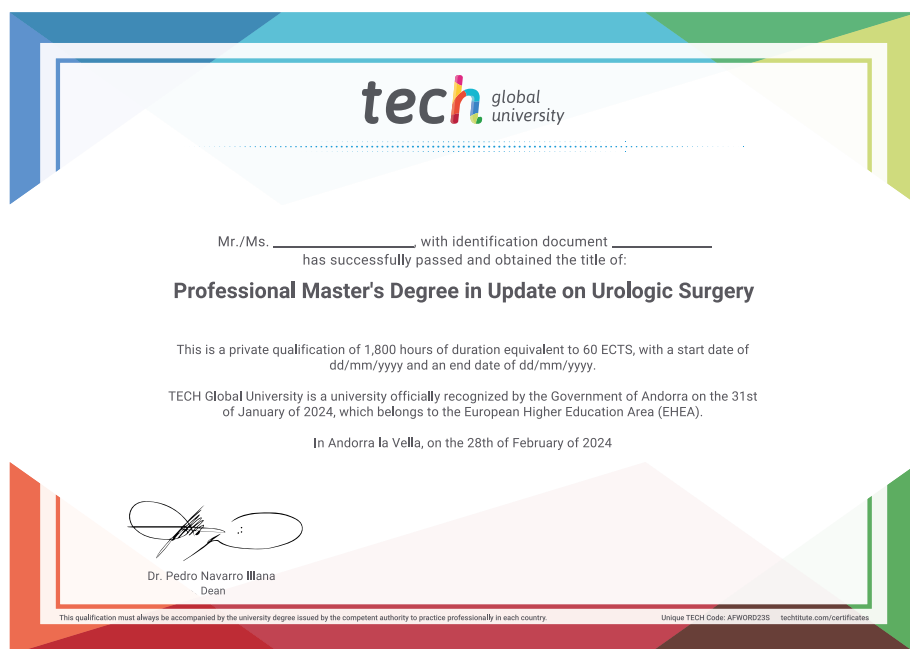 tech global
university
Mr./Ms. ____________, with identification document ____________
has successfully passed and obtained the title of:
Professional Master's Degree in Update on Urologic Surgery
This is a private qualification of 1,800 hours of duration equivalent to 60 ECTS, with a start date of
dd/mm/yyyy and an end date of dd/mm/yyyy.
TECH Global University is a university officially recognized by the Government of Andorra on the 31st
of January of 2024, which belongs to the European Higher Education Area (EHEA).
In Andorra la Vella, on the 28th of February of 2024
Dr. Pedro Navarro Illana
Dean
This qualification must always be accompanied by the university degree issued by the competent authority to practice professionally in each country.
Unique TECH Code: AFWORD23S techtitute.com/certificates